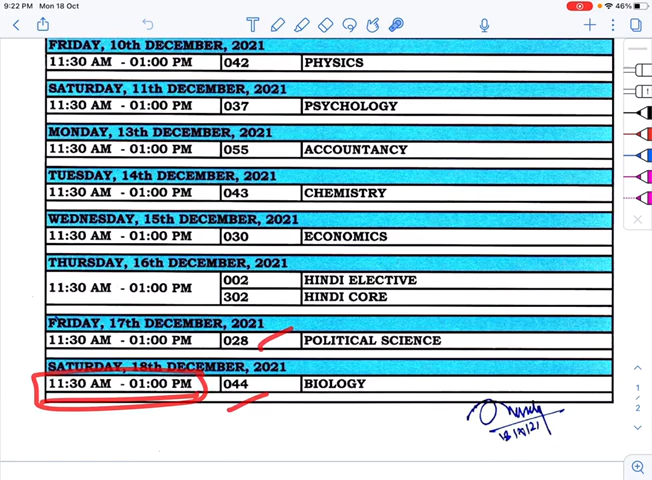 9:22 PM Mon 18 Oct
46%
FRIDAY, 10th DECEMBER, 2021
11:30 AM - 01:00 PM 042 PHYSICS
SATURDAY, 11th DECEMBER, 2021
11:30 AM - 01:00 PM 037 PSYCHOLOGY
MONDAY, 13th DECEMBER, 2021
11:30 AM - 01:00 PM 055 ACCOUNTANCY
TUESDAY, 14th DECEMBER, 2021
11:30 AM - 01:00 PM 043 CHEMISTRY
WEDNESDAY, 15th DECEMBER, 2021
11:30 AM - 01:00 PM 030 ECONOMICS
THURSDAY, 16th DECEMBER, 2021
11:30 AM - 01:00 PM 002 HINDI ELECTIVE
302 HINDI CORE
FRIDAY, 17th DECEMBER, 2021
11:30 AM - 01:00 PM 028 POLITICAL SCIENCE
SATURDAY, 18th DECEMBER, 2021
11:30 AM - 01:00 PM 044 BIOLOGY
1
/
2